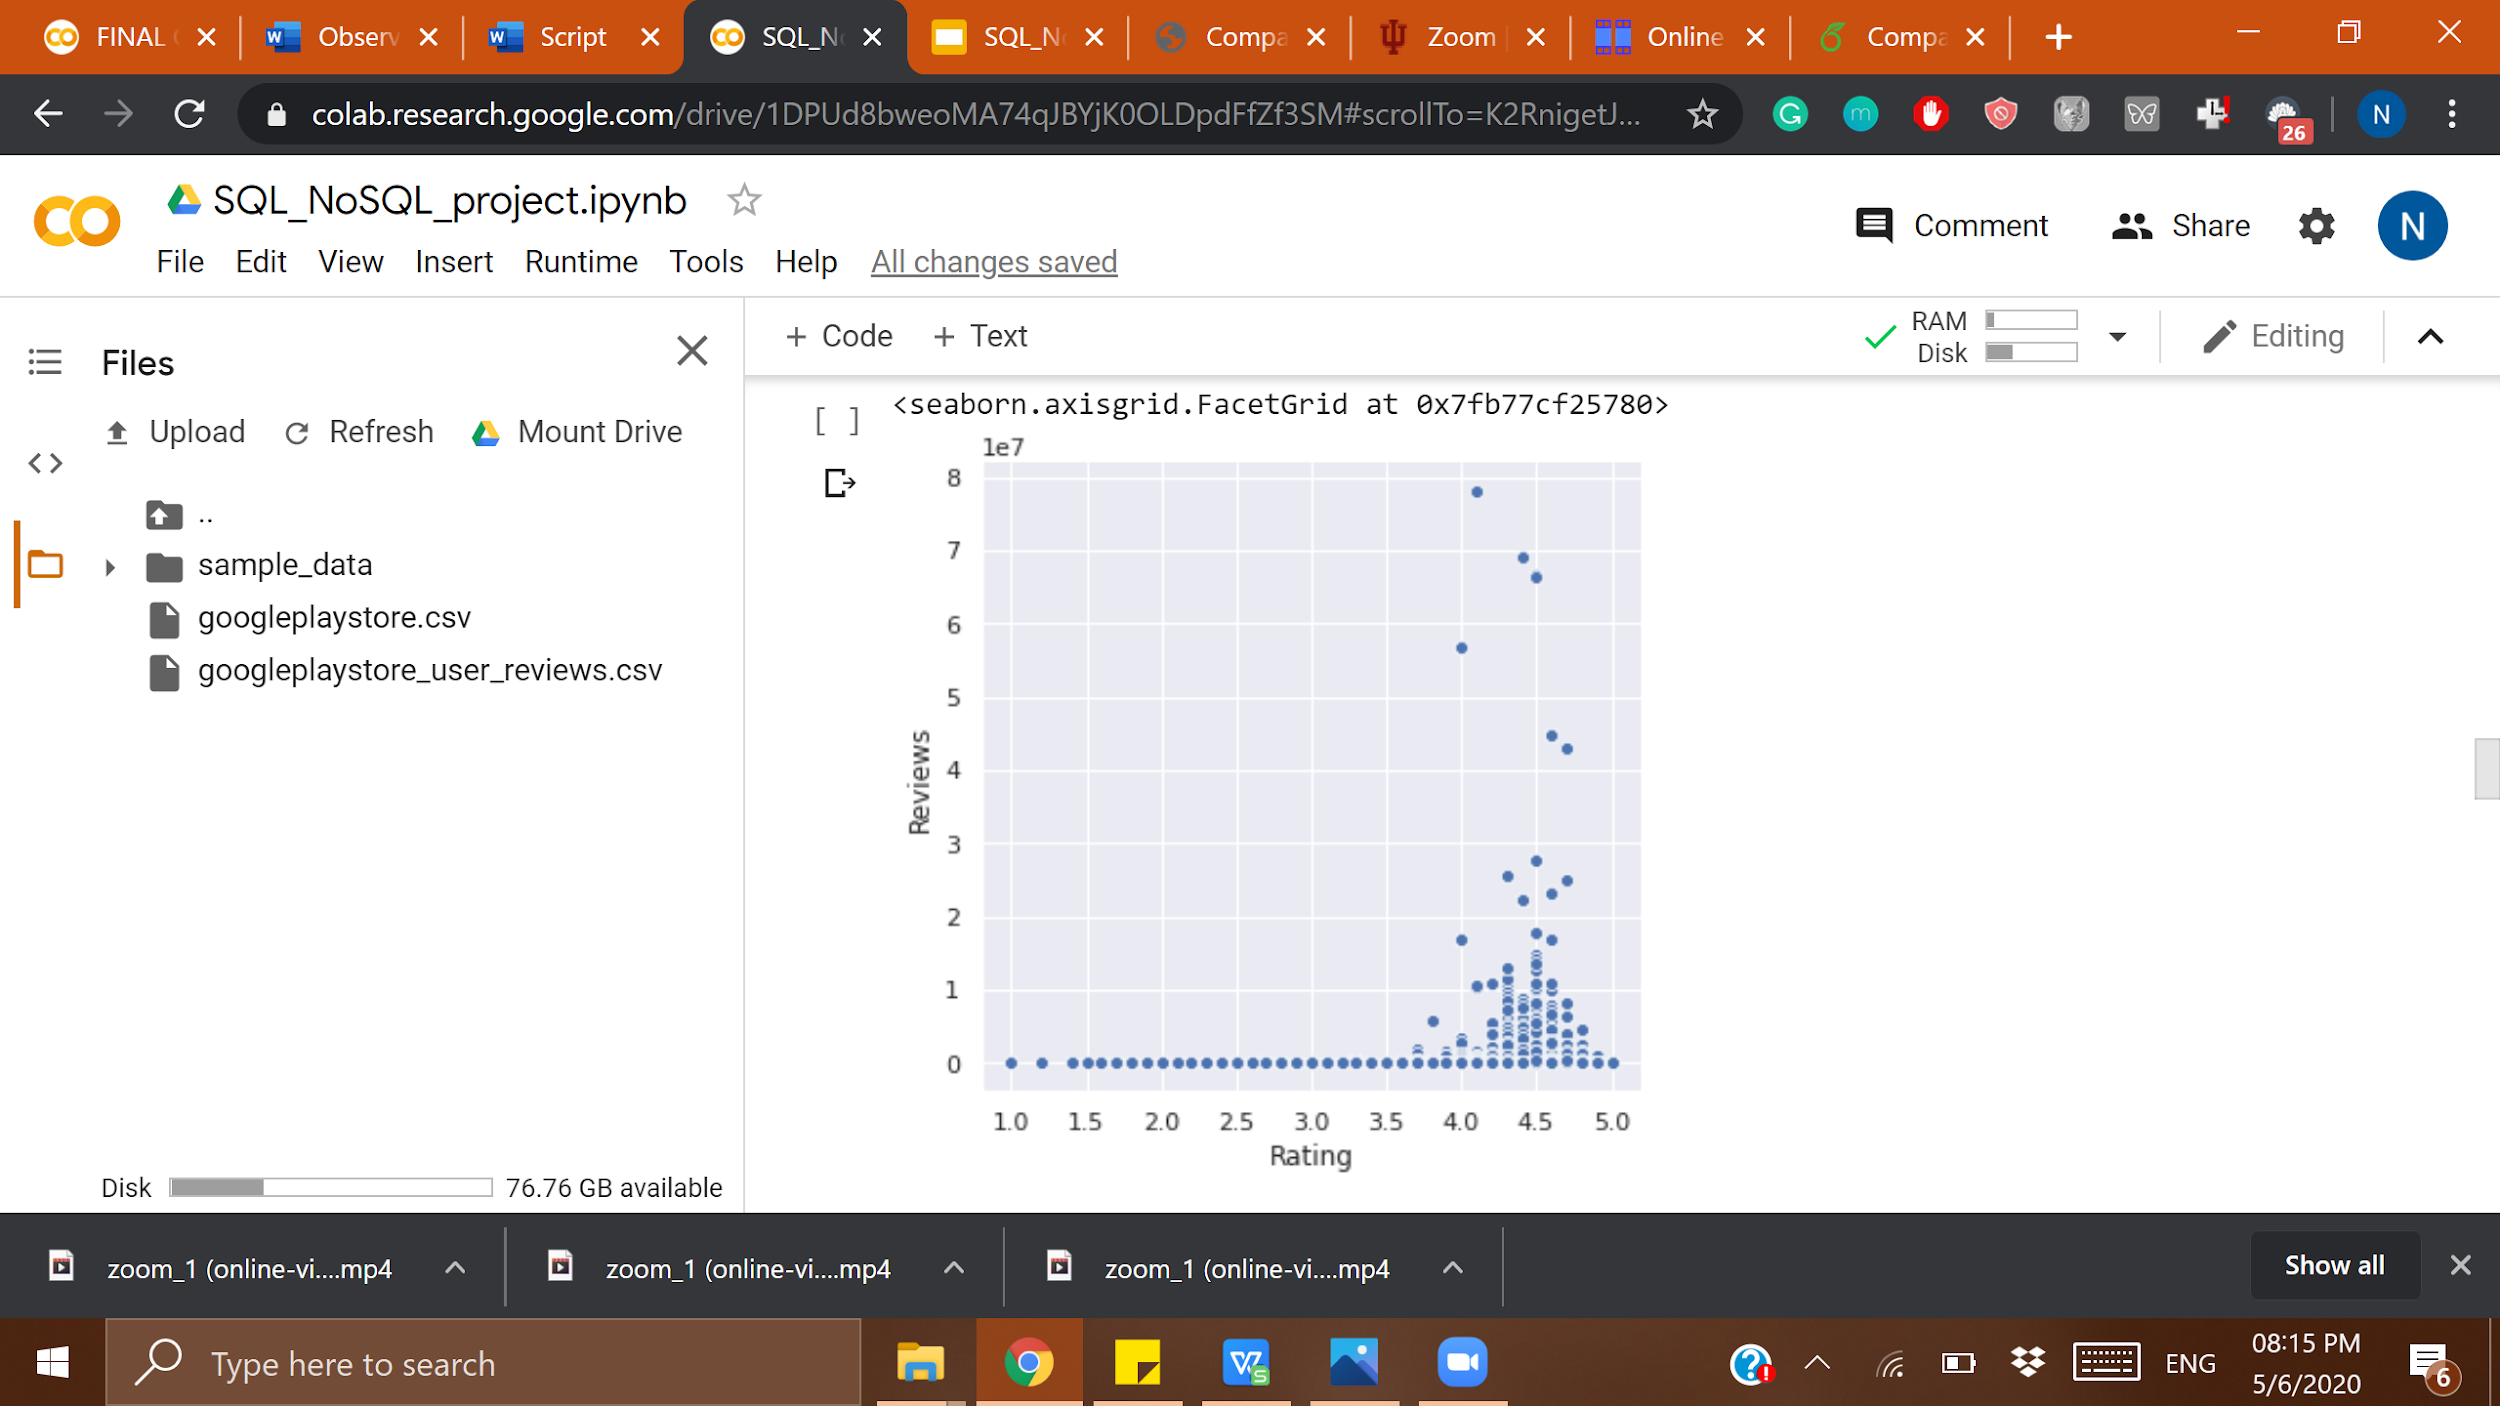 FINAL
Observ
Script
SQL_N
SQL_N
Compa
Zoom
Online
Compa
colab.research.google.com/drive/1DPUd8bweoMA74qJBYjK0OLDpdFfZf3SM#scrollTo=K2RnigetJ...
26
N
SQL_NoSQL_project.ipynb
Comment
Share
N
File Edit View Insert Runtime Tools Help All changes saved
Files
+ Code + Text
RAM
Disk
Editing
Upload Refresh Mount Drive
..
sample_data
googleplaystore.csv
googleplaystore_user_reviews.csv
Disk
76.76 GB available
[ ]
<seaborn.axisgrid.FacetGrid at 0x7fb77cf25780>
1e7
8
7
6
5
4
3
2
1
0
Reviews
1.0 1.5 2.0 2.5 3.0 3.5 4.0 4.5 5.0
Rating
zoom_1 (online-vi....mp4
zoom_1 (online-vi....mp4
zoom_1 (online-vi....mp4
Show all
Type here to search
ENG
08:15 PM
5/6/2020
6